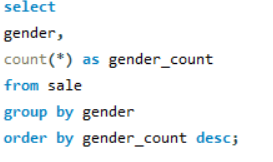 select
gender,
count(*) as gender_count
from sale
group by gender
order by gender_count desc;